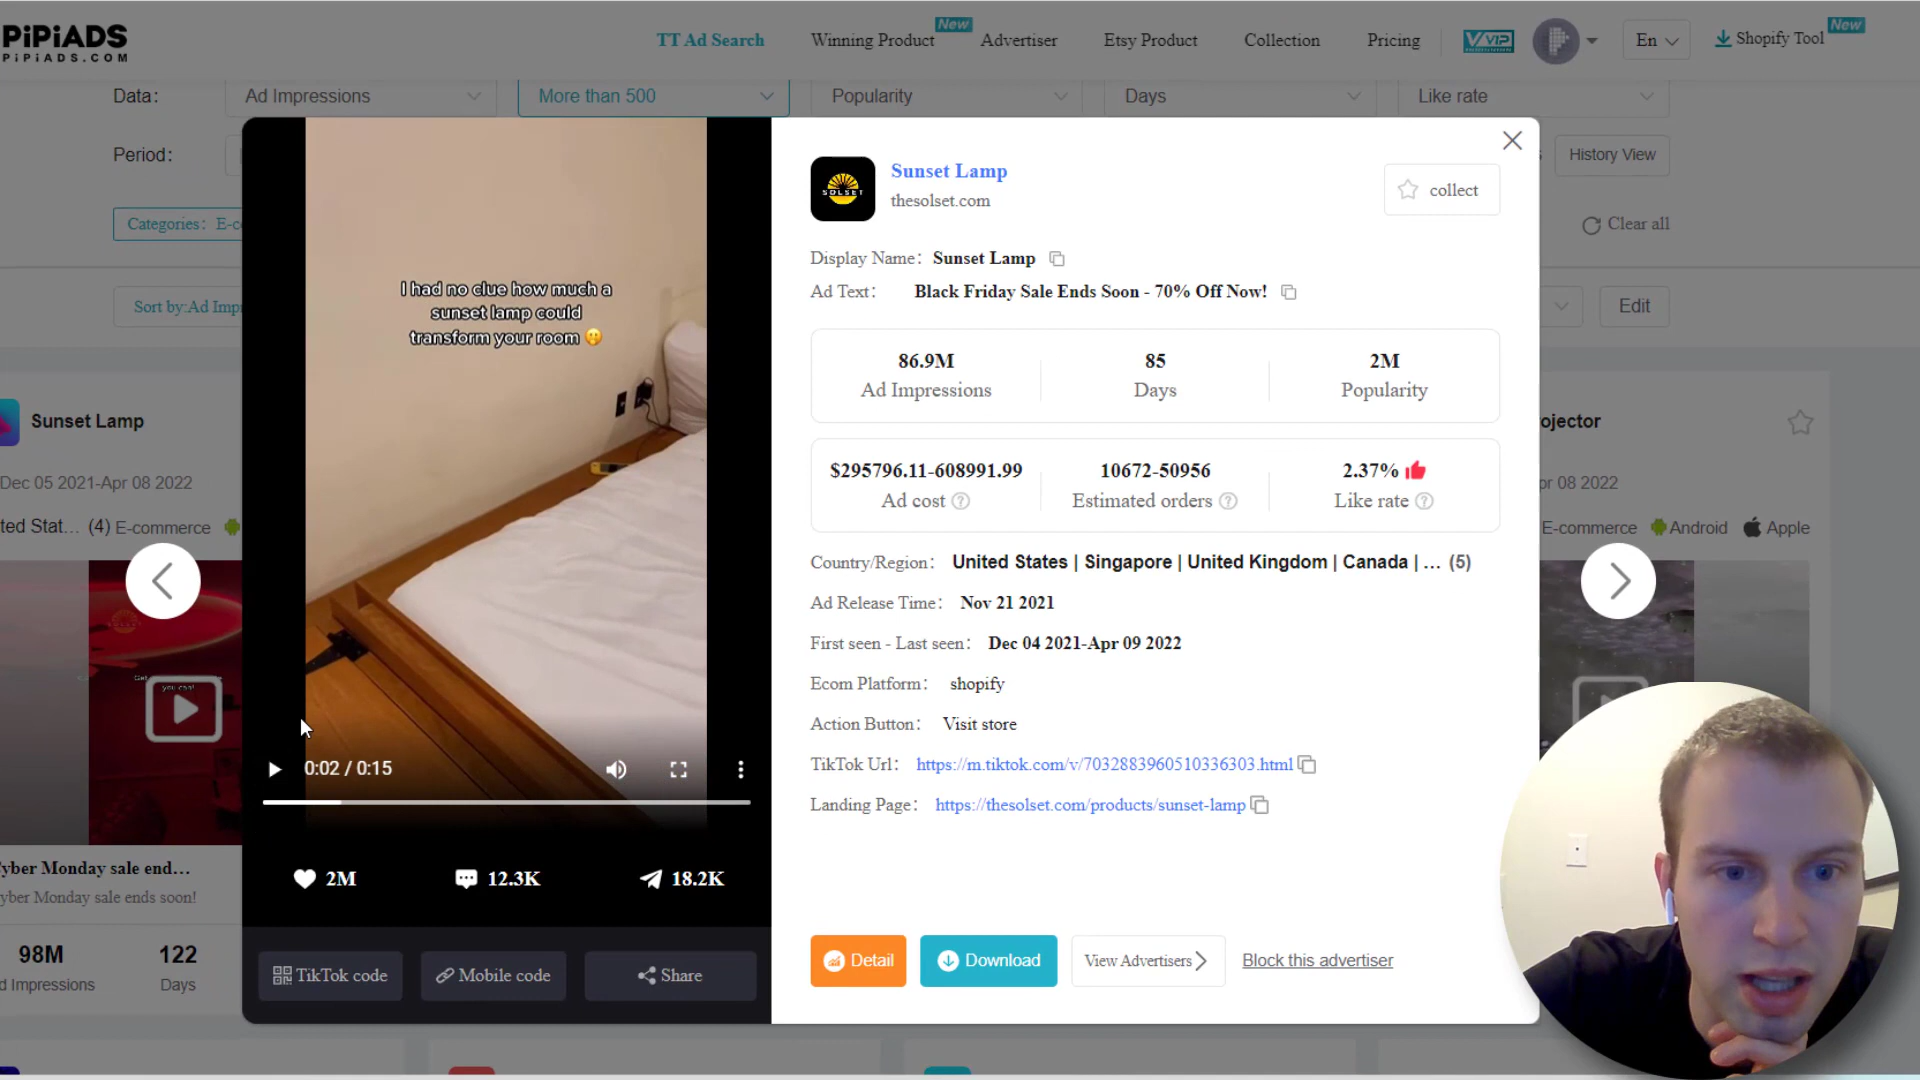 PiPiADS
PiPiADS.COM
TT Ad Search
Winning Product
New
Advertiser
Etsy Product
Collection
Pricing
VIP
En
Shopify Tool
New
Data:
Ad Impressions
More than 500
Popularity
Days
Like rate
Period:
History View
Categories: E-c
Clear all
Sort by:Ad Impr
Edit
Sunset Lamp
Dec 05 2021-Apr 08 2022
ted Stat... (4) E-commerce
98M
122
d Impressions
Days
yber Monday sale end...
yber Monday sale ends soon!
I had no clue how much a
sunset lamp could
transform your room
0:02 / 0:15
2M
12.3K
18.2K
TikTok code
Mobile code
Share
SOLSET
Sunset Lamp
thesolset.com
collect
Display Name: Sunset Lamp
Ad Text: Black Friday Sale Ends Soon - 70% Off Now!
86.9M
Ad Impressions
85
Days
2M
Popularity
$295796.11-608991.99
Ad cost
10672-50956
Estimated orders
2.37%
Like rate
Country/Region: United States | Singapore | United Kingdom | Canada | ... (5)
Ad Release Time: Nov 21 2021
First seen - Last seen: Dec 04 2021-Apr 09 2022
Ecom Platform: shopify
Action Button: Visit store
TikTok Url: https://m.tiktok.com/v/7032883960510336303.html
Landing Page: https://thesolset.com/products/sunset-lamp
Detail
Download
View Advertisers
Block this advertiser
ojector
pr 08 2022
E-commerce
Android
Apple